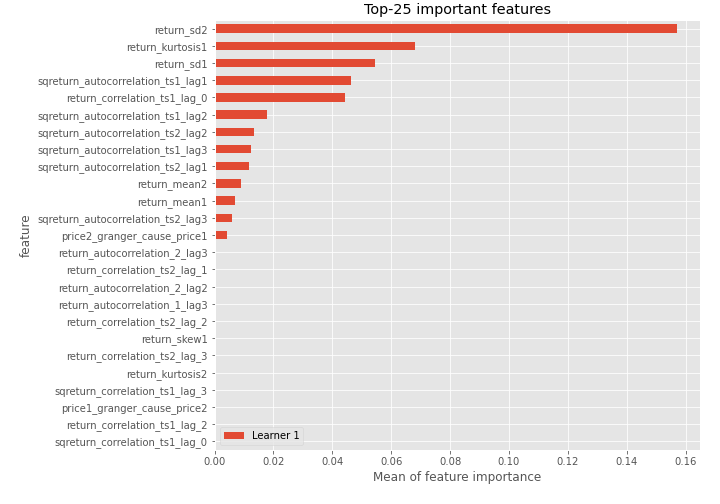 Top-25 important features
return_sd2
return_kurtosis1
return_sd1
sqreturn_autocorrelation_ts1_lag1
return_correlation_ts1_lag_0
sqreturn_autocorrelation_ts1_lag2
sqreturn_autocorrelation_ts2_lag2
sqreturn_autocorrelation_ts1_lag3
sqreturn_autocorrelation_ts2_lag1
return_mean2
return_mean1
sqreturn_autocorrelation_ts2_lag3
price2_granger_cause_price1
return_autocorrelation_2_lag3
return_correlation_ts2_lag_1
return_autocorrelation_2_lag2
return_autocorrelation_1_lag3
return_correlation_ts2_lag_2
return_skew1
return_correlation_ts2_lag_3
return_kurtosis2
sqreturn_correlation_ts1_lag_3
price1_granger_cause_price2
return_correlation_ts1_lag_2
sqreturn_correlation_ts1_lag_0
feature
Learner 1
0.00 0.02 0.04 0.06 0.08 0.10 0.12 0.14 0.16
Mean of feature importance